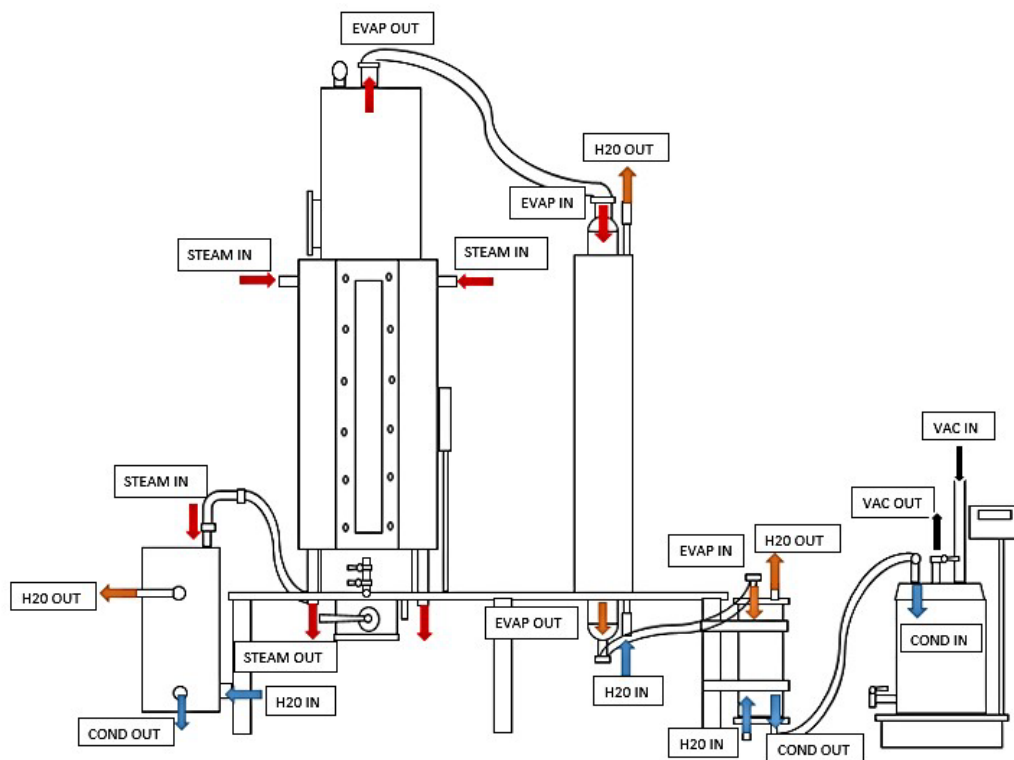 EVAP OUT
H20 OUT
EVAP IN
STEAM IN
STEAM IN
VAC IN
STEAM IN
VAC OUT
EVAP IN
H20 OUT
H20 OUT
EVAP OUT
COND IN
STEAM OUT
H20 IN
H20 IN
COND OUT
H20 IN
COND OUT